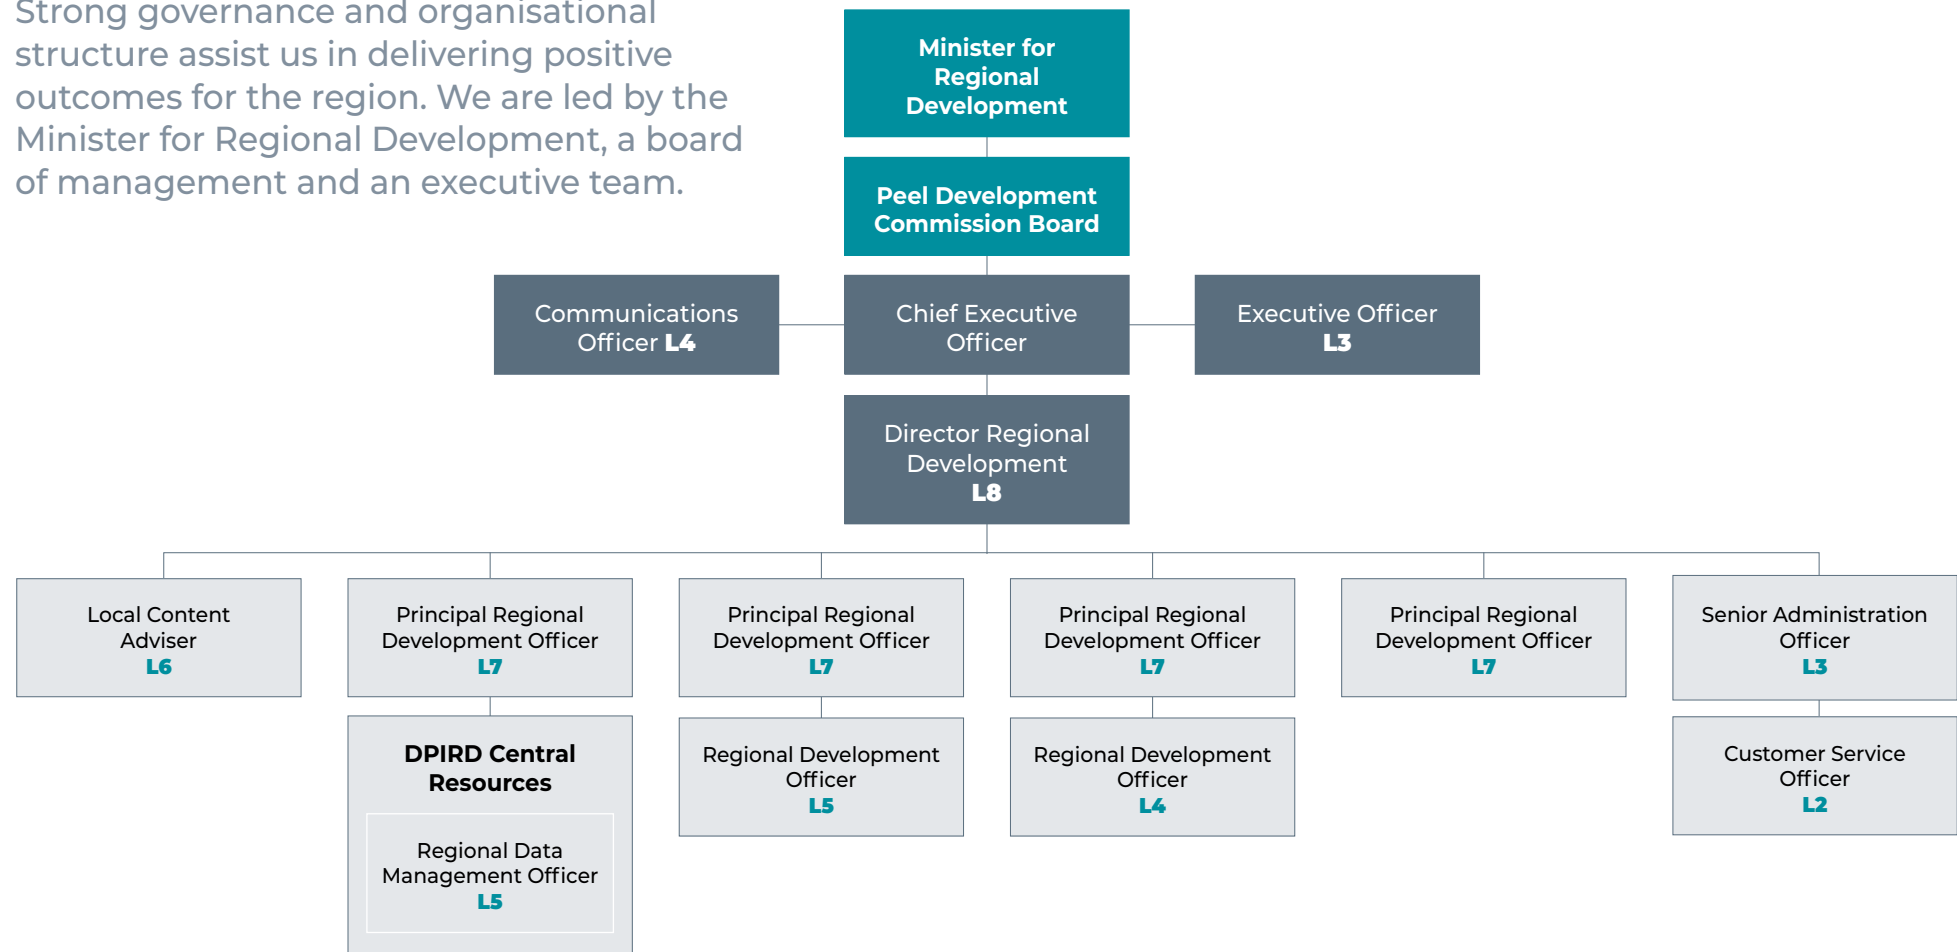 Strong governance and organisational
structure assist us in delivering positive
outcomes for the region. We are led by the
Minister for Regional Development, a board
of management and an executive team.
Minister for
Regional
Development
Peel Development
Commission Board
Communications
Officer L4
Chief Executive
Officer
Executive Officer
L3
Director Regional
Development
L8
Local Content
Adviser
L6
Principal Regional
Development Officer
L7
Principal Regional
Development Officer
L7
Principal Regional
Development Officer
L7
Principal Regional
Development Officer
L7
Senior Administration
Officer
L3
DPIRD Central
Resources
Regional Data
Management Officer
L5
Regional Development
Officer
L5
Regional Development
Officer
L4
Customer Service
Officer
L2